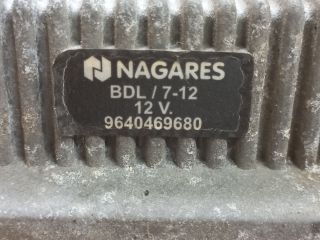 NAGARES
BDL / 7-12
12 V.
9640469680